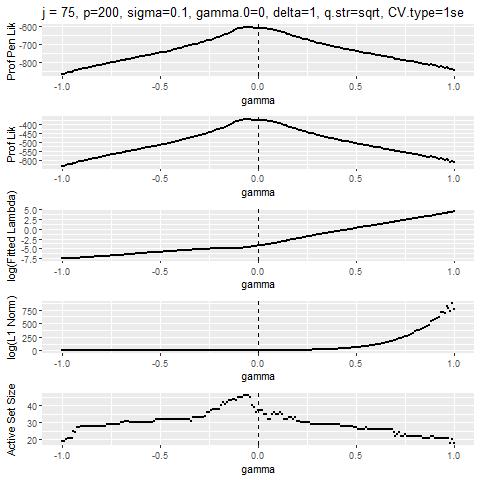 j = 75, p=200, sigma=0.1, gamma.0=0, delta=1, q.str=sqrt, CV.type=1se
Prof Pen Lik
-600
-700
-800
-1.0 -0.5 0.0 0.5 1.0
gamma
Prof Lik
-400
-450
-500
-550
-600
-1.0 -0.5 0.0 0.5 1.0
gamma
log(Fitted Lambda)
5.0
2.5
0.0
-2.5
-5.0
-7.5
-1.0 -0.5 0.0 0.5 1.0
gamma
log(L1 Norm)
750
500
250
0
-1.0 -0.5 0.0 0.5 1.0
gamma
Active Set Size
40
30
20
-1.0 -0.5 0.0 0.5 1.0
gamma